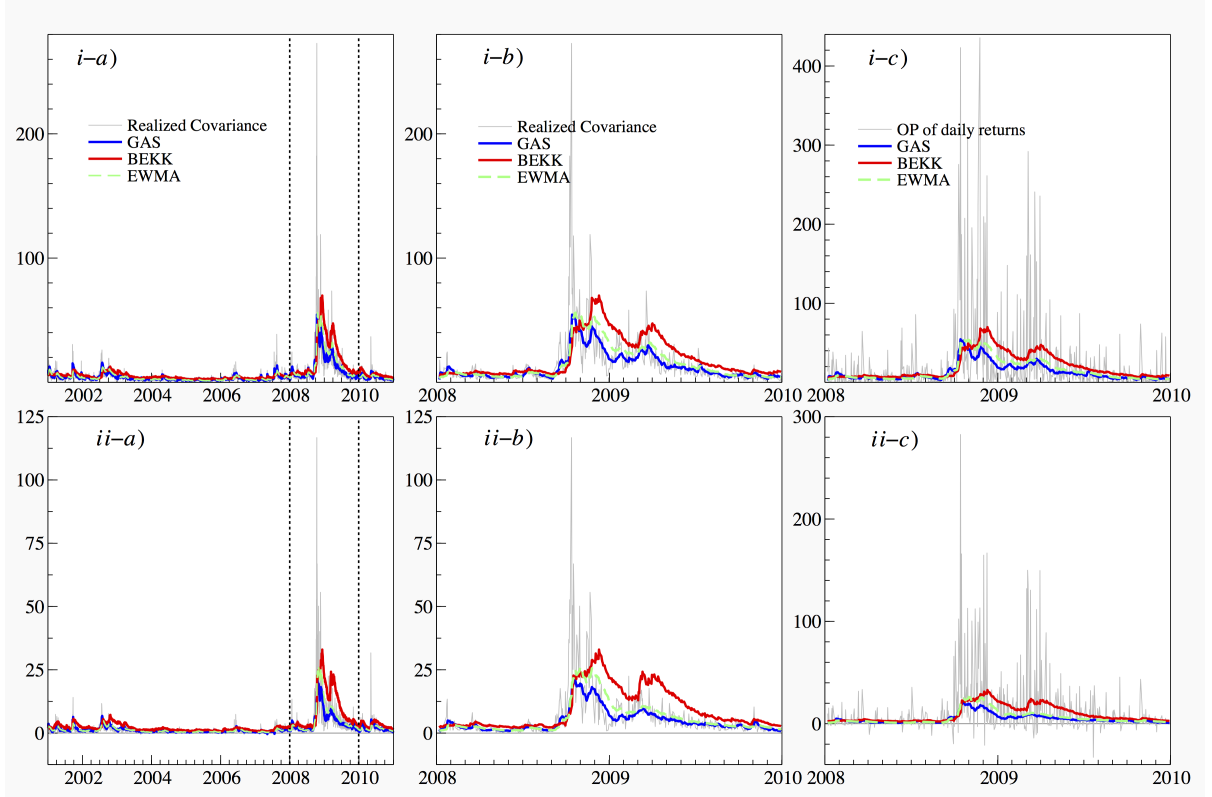 i–a)
Realized Covariance
GAS
BEKK
EWMA
200
100
2002 2004 2006 2008 2010
i–b)
Realized Covariance
GAS
BEKK
EWMA
200
100
2008 2009 2010
i–c)
OP of daily returns
GAS
BEKK
EWMA
400
300
200
100
0
2008 2009 2010
ii–a)
125
100
75
50
25
0
2002 2004 2006 2008 2010
ii–b)
125
100
75
50
25
0
2008 2009 2010
ii–c)
300
200
100
0
2008 2009 2010